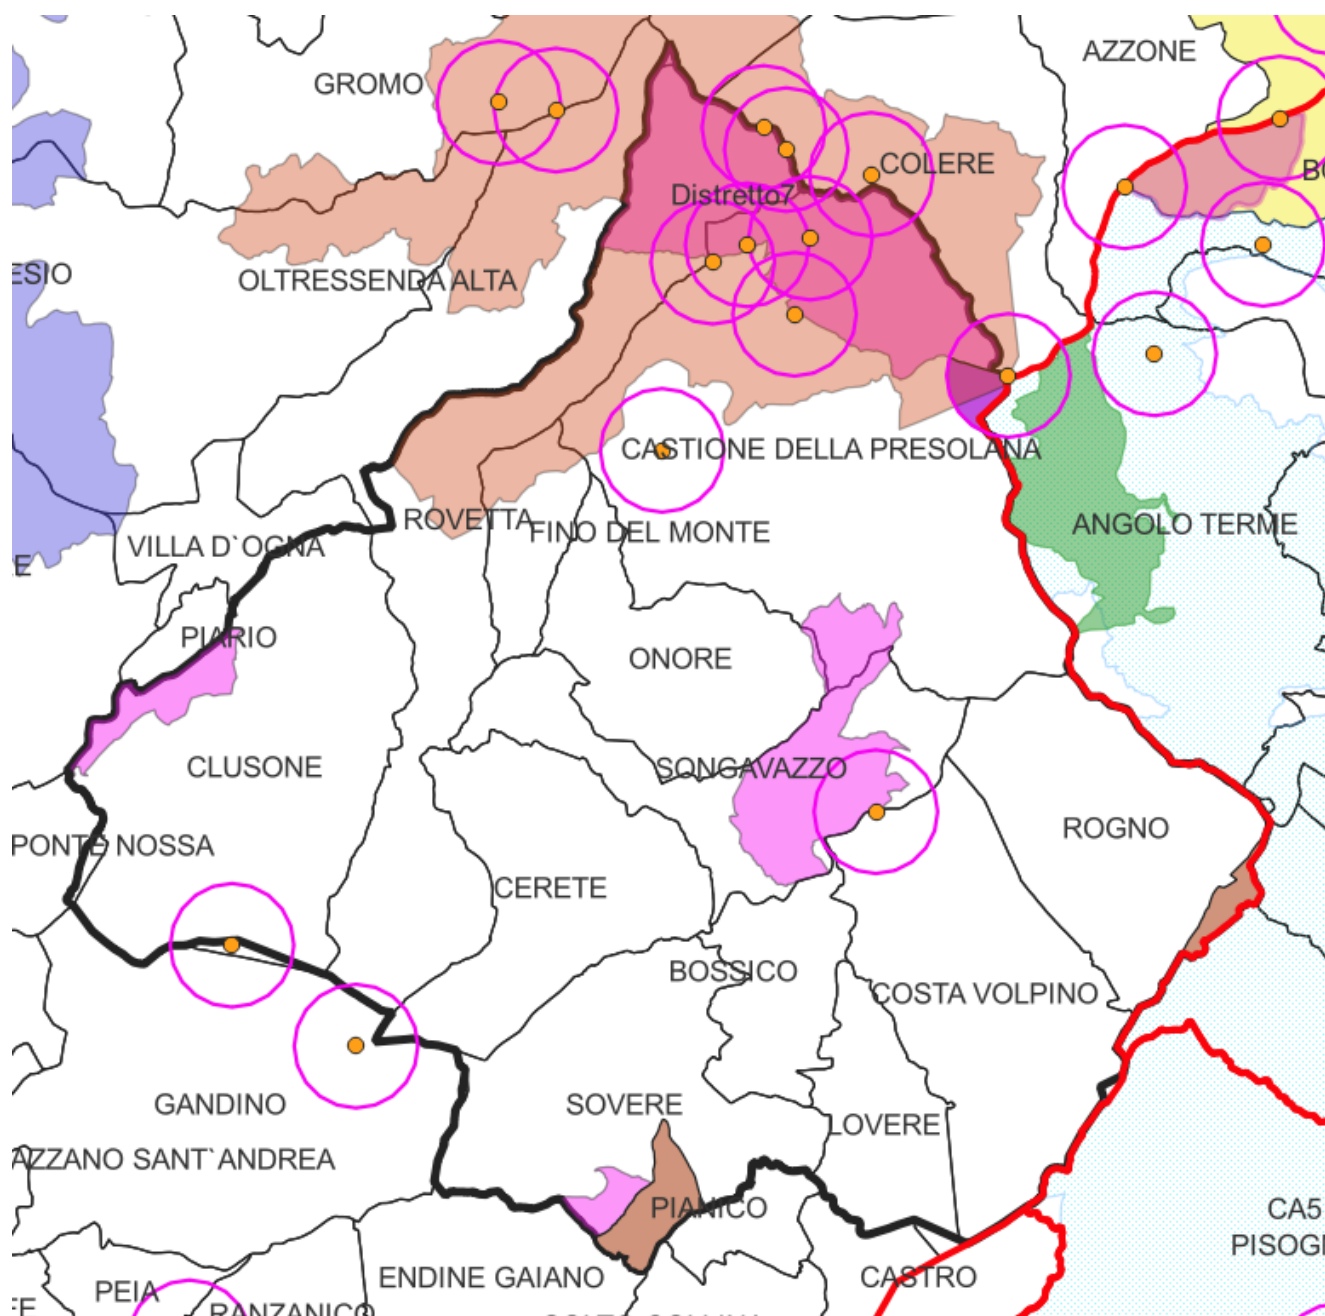 AZZONE
GROMO
COLERE
Distretto7
ESIO
OLTRESSENDA ALTA
CASTIONE DELLA PRESOLANA
ROVETTA
FINO DEL MONTE
ANGOLO TERME
VILLA D`OGNA
E
PIARIO
ONORE
CLUSONE
SONGAVAZZO
ROGNO
PONTE NOSSA
CERETE
BOSSICO
COSTA VOLPINO
GANDINO
SOVERE
LOVERE
AZZANO SANT`ANDREA
PIANICO
CA5
PISOG
ENDINE GAIANO
CASTRO
PEIA
RANZANICO